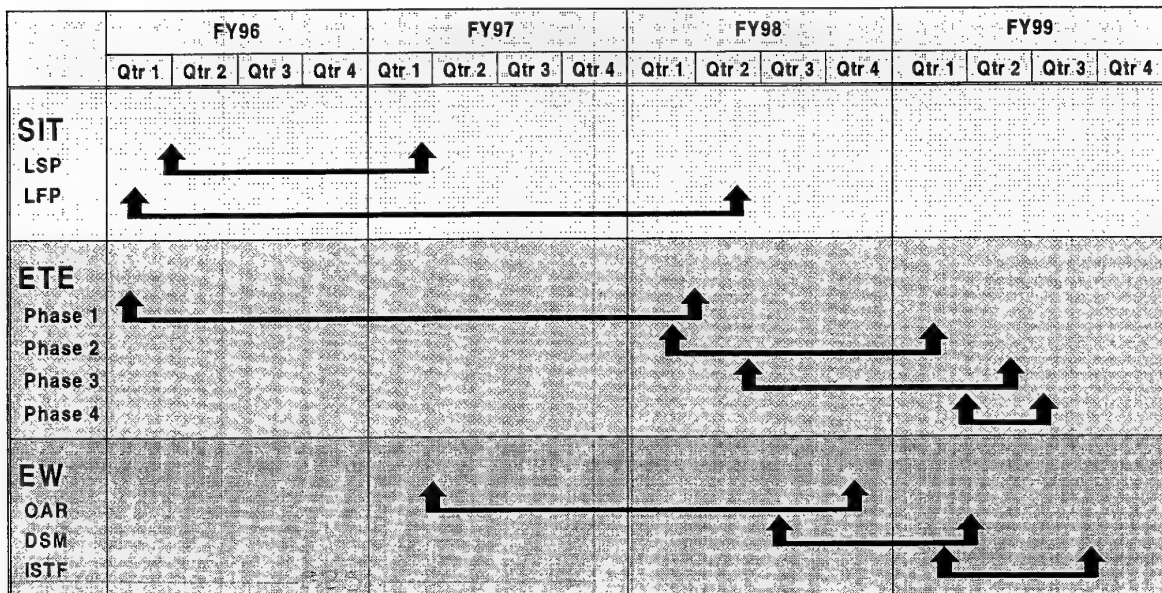 FY96 FY97 FY98 FY99
Qtr 1 Qtr 2 Qtr 3 Qtr 4 Qtr 1 Qtr 2 Qtr 3 Qtr 4 Qtr 1 Qtr 2 Qtr 3 Qtr 4 Qtr 1 Qtr 2 Qtr 3 Qtr 4
SIT
LSP
LFP
ETE
Phase 1
Phase 2
Phase 3
Phase 4
EW
OAR
DSM
ISTF